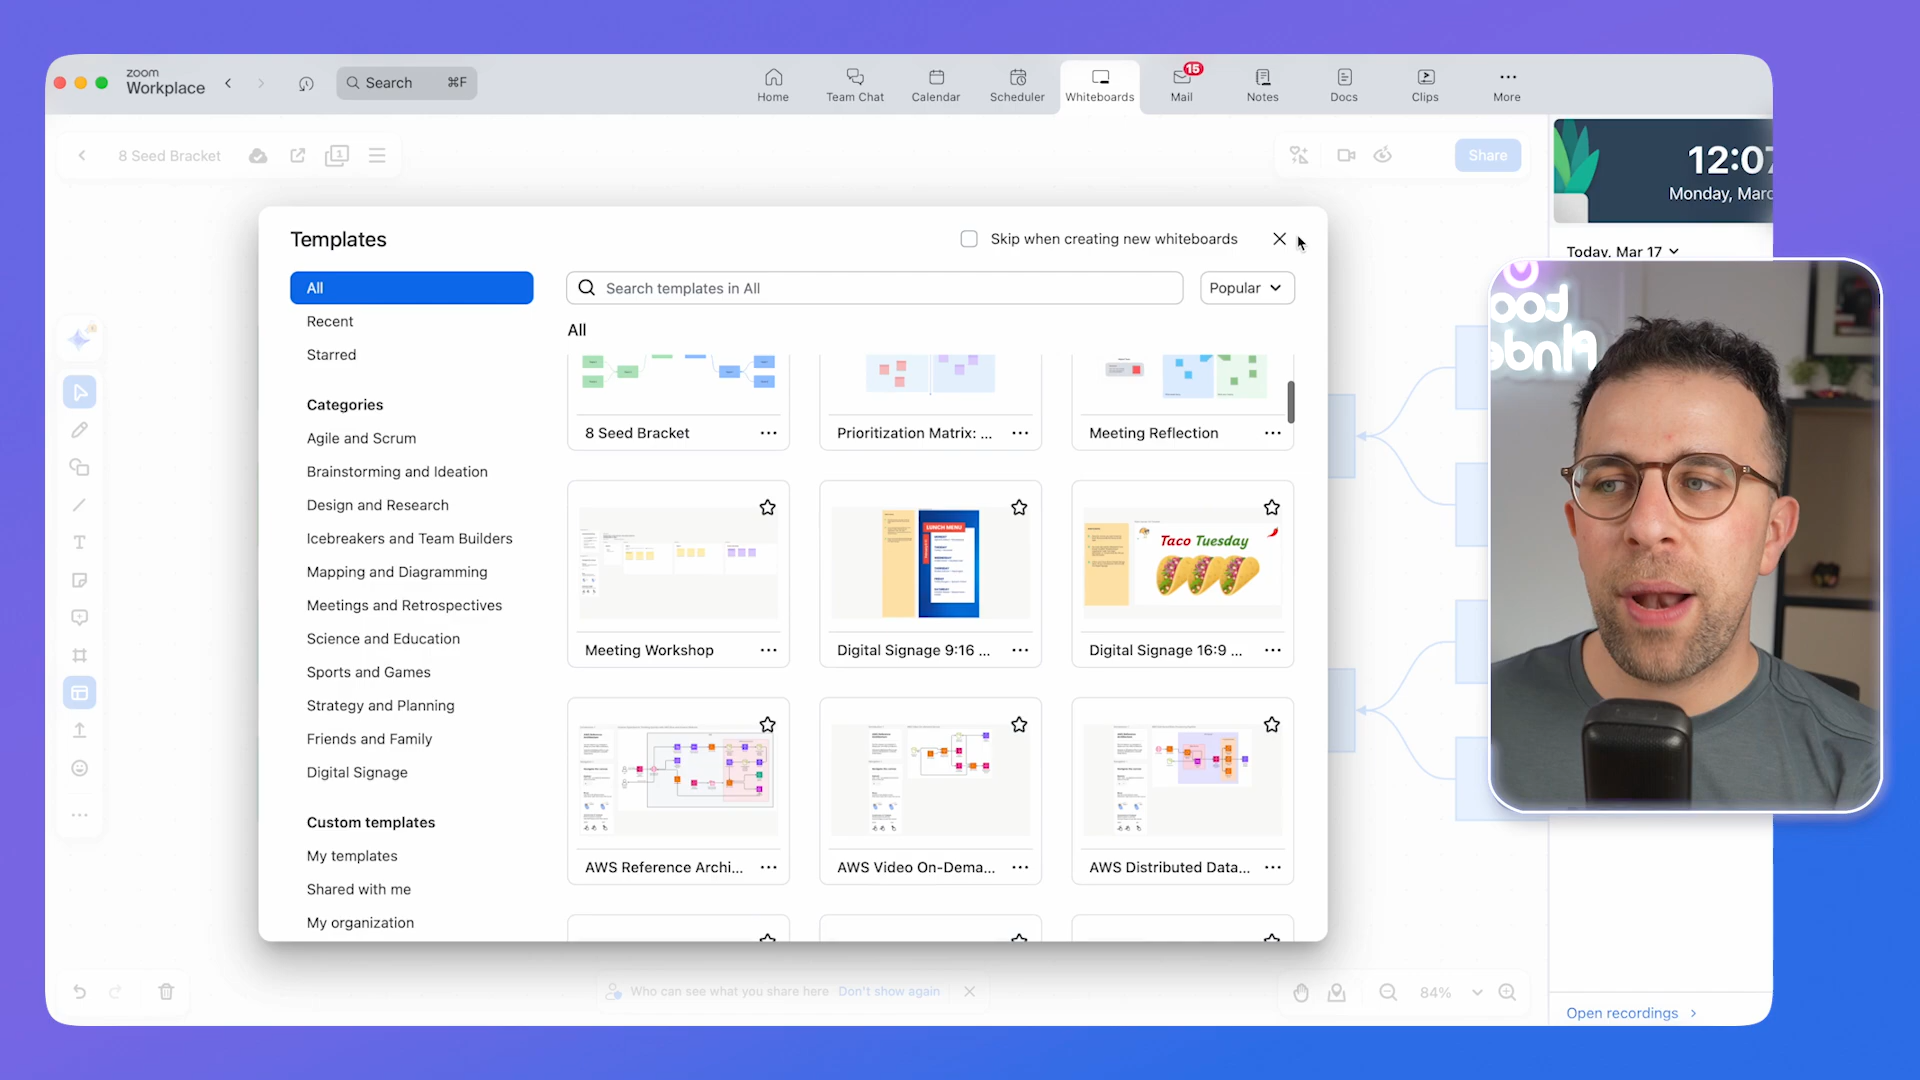 zoom
Workplace
Search
⌘F
Home
Team Chat
Calendar
Scheduler
Whiteboards
15
Mail
Notes
Docs
Clips
More
8 Seed Bracket
1
Share
12:07
Monday, Marc
Today, Mar 17
Templates
Skip when creating new whiteboards
All
Recent
Starred
Categories
Agile and Scrum
Brainstorming and Ideation
Design and Research
Icebreakers and Team Builders
Mapping and Diagramming
Meetings and Retrospectives
Science and Education
Sports and Games
Strategy and Planning
Friends and Family
Digital Signage
Custom templates
My templates
Shared with me
My organization
Search templates in All
Popular
All
8 Seed Bracket
Prioritization Matrix: ...
Meeting Reflection
Meeting Workshop
LUNCH MENU
Digital Signage 9:16 ...
Taco Tuesday
Digital Signage 16:9 ...
AWS Reference Archi...
AWS Video On-Dema...
AWS Distributed Data...
Who can see what you share here
Don't show again
84%
Open recordings